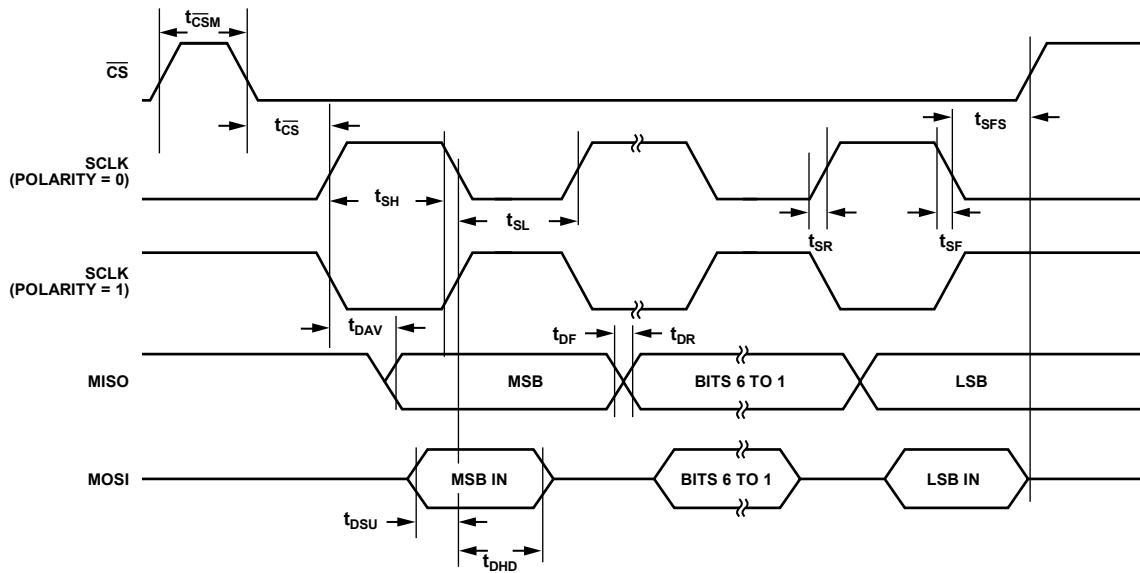 tCSM
CS
tCS
tSFS
SCLK
(POLARITY = 0)
tSH
tSL
tSR
tSF
SCLK
(POLARITY = 1)
tDAV
tDF
tDR
MISO
MSB
BITS 6 TO 1
LSB
MOSI
MSB IN
BITS 6 TO 1
LSB IN
tDSU
tDHD